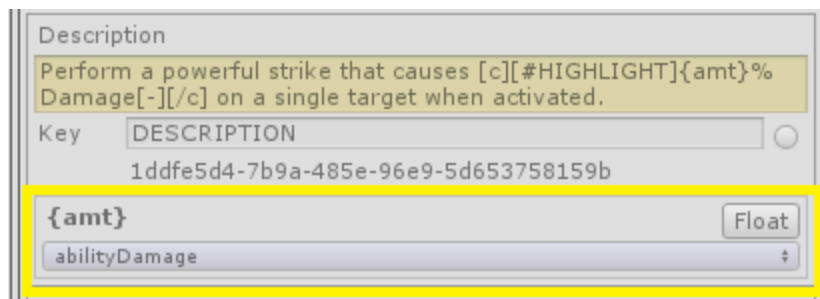 Description
Perform a powerful strike that causes [c][#HIGHLIGHT]{amt}%
Damage[-][/c] on a single target when activated.
Key DESCRIPTION
1ddfe5d4-7b9a-485e-96e9-5d653758159b
{amt} Float
abilityDamage